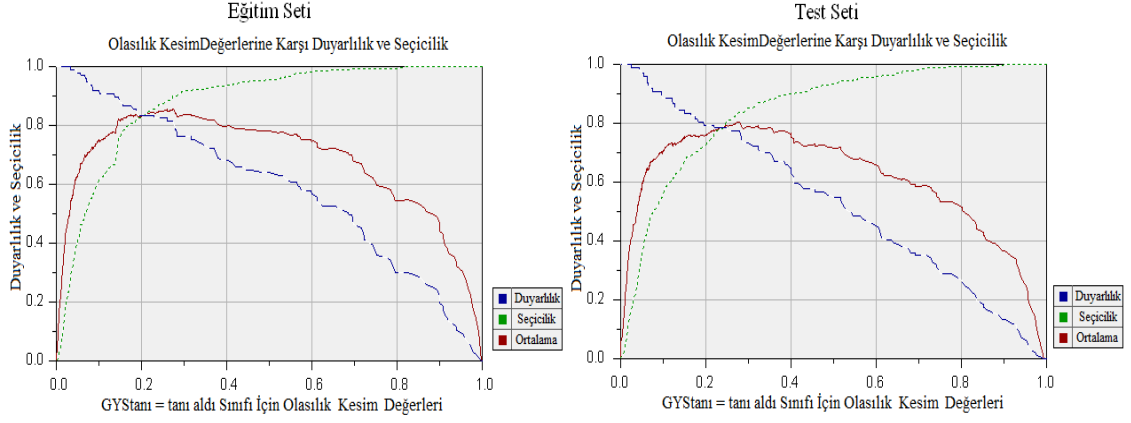 Eğitim Seti
Olasılık KesimDeğerlerine Karşı Duyarlılık ve Seçicilik
Duyarlılık ve Seçicilik
1.0
0.8
0.6
0.4
0.2
0.0
0.0 0.2 0.4 0.6 0.8 1.0
GYStanı = tanı aldı Sınıfı İçin Olasılık Kesim Değerleri
Duyarlılık
Seçicilik
Ortalama
Test Seti
Olasılık KesimDeğerlerine Karşı Duyarlılık ve Seçicilik
Duyarlılık ve Seçicilik
1.0
0.8
0.6
0.4
0.2
0.0
0.0 0.2 0.4 0.6 0.8 1.0
GYStanı = tanı aldı Sınıfı İçin Olasılık Kesim Değerleri
Duyarlılık
Seçicilik
Ortalama